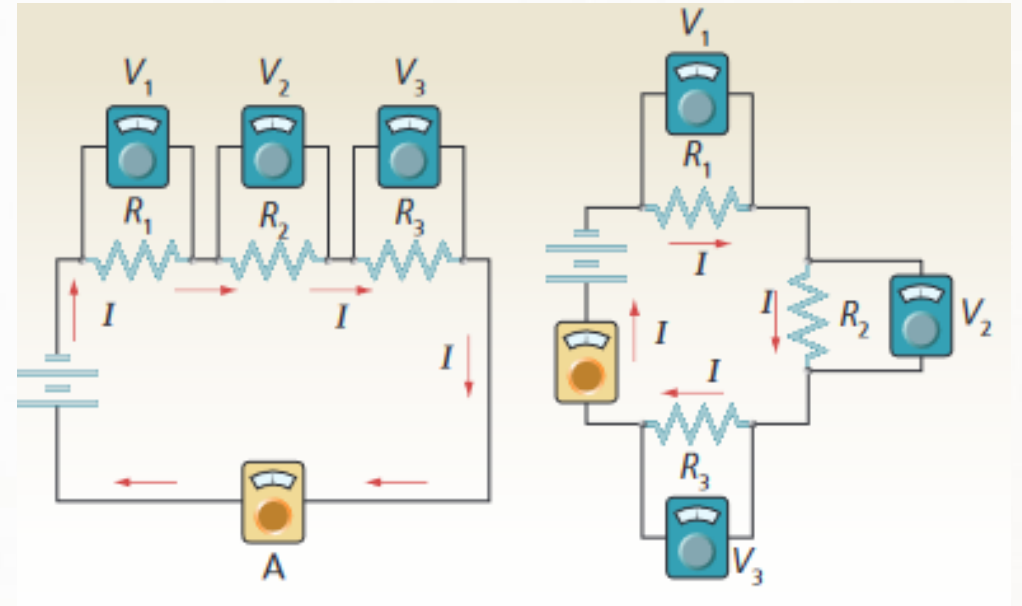 V₁ V₂ V₃
R₁ R₂ R₃
I I
I
A
V₁
R₁
I
I R₂ V₂
I
I
R₃
V₃